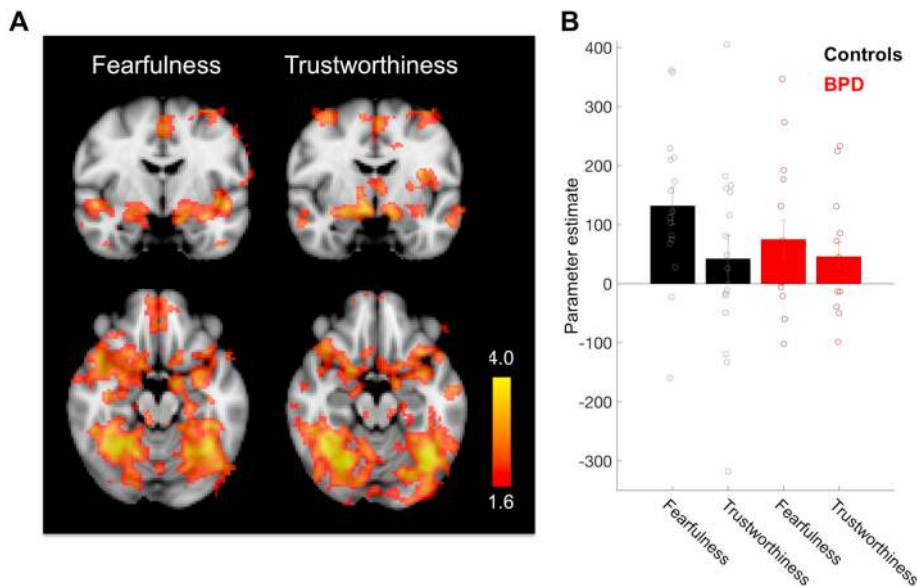 A
Fearfulness Trustworthiness
4.0
1.6
B
Controls
BPD
400
300
200
100
0
-100
-200
-300
Parameter estimate
Fearfulness
Trustworthiness
Fearfulness
Trustworthiness